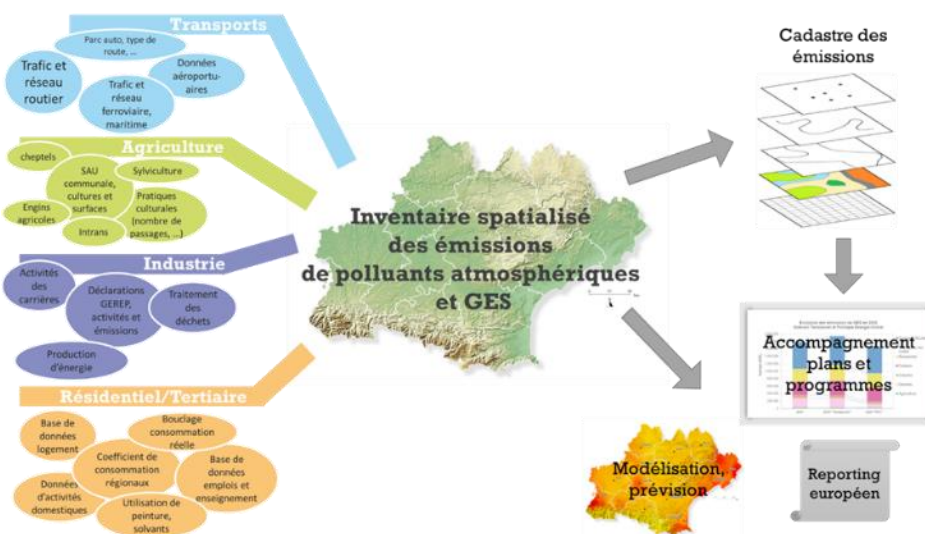 Transports
Parc auto, type de
route, ...
Trafic et
réseau
routier
Données
aéroportu-
aires
Trafic et
réseau
ferroviaire,
maritime
Agriculture
cheptels
SAU
communale,
cultures et
surfaces
Sylviculture
Engins
agricoles
Pratiques
culturales
(nombre de
passages, ...)
Intrans
Industrie
Activités
des
carrières
Déclarations
GEREP,
activités et
émissions
Traitement
des
déchets
Production
d'énergie
Résidentiel/Tertiaire
Base de
données
logement
Bouclage
consommation
réelle
Coefficient de
consommation
régionaux
Base de
données
emplois et
enseignement
Données
d'activités
domestiques
Utilisation de
peinture,
solvants
Inventaire spatialisé
des émissions
de polluants atmosphériques
et GES
Cadastre des
émissions
Accompagnement
plans et
programmes
Modélisation,
prévision
Reporting
européen